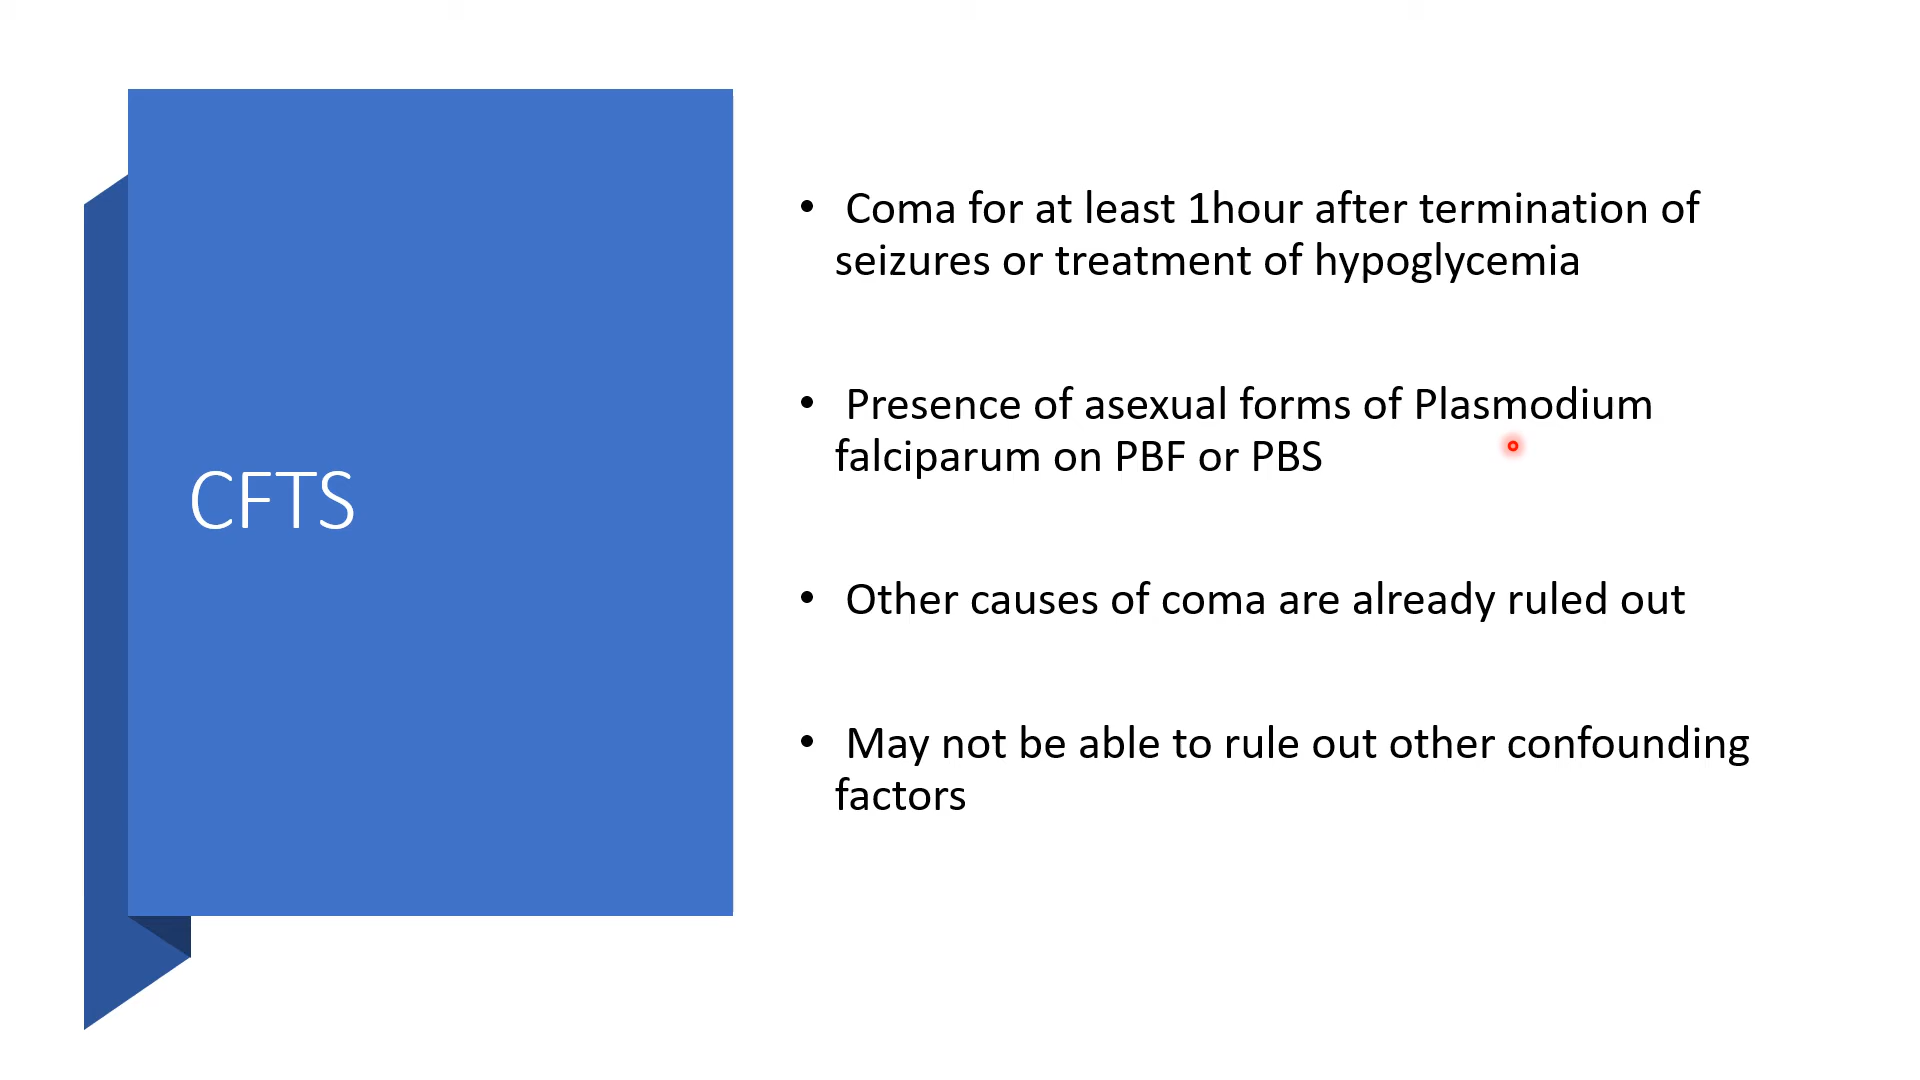 CFTS
• Coma for at least 1hour after termination of
seizures or treatment of hypoglycemia
• Presence of asexual forms of Plasmodium
falciparum on PBF or PBS
• Other causes of coma are already ruled out
• May not be able to rule out other confounding
factors